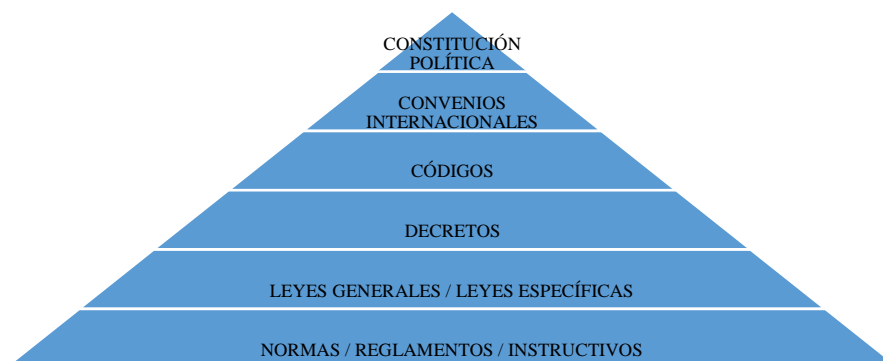 CONSTITUCIÓN
POLÍTICA
CONVENIOS
INTERNACIONALES
CÓDIGOS
DECRETOS
LEYES GENERALES / LEYES ESPECÍFICAS
NORMAS / REGLAMENTOS / INSTRUCTIVOS